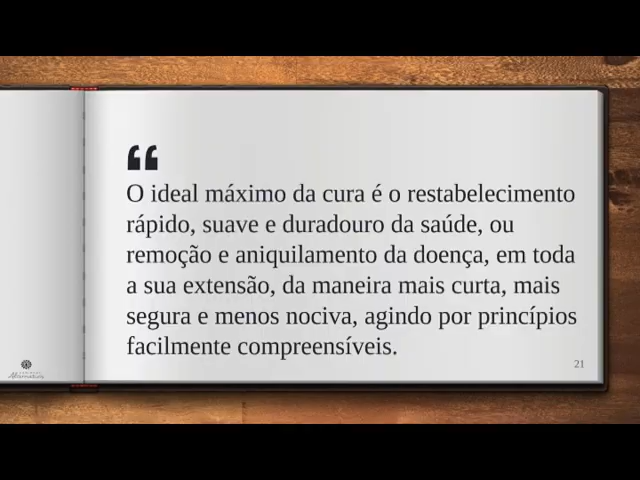 “
O ideal máximo da cura é o restabelecimento
rápido, suave e duradouro da saúde, ou
remoção e aniquilamento da doença, em toda
a sua extensão, da maneira mais curta, mais
segura e menos nociva, agindo por princípios
facilmente compreensíveis.
21